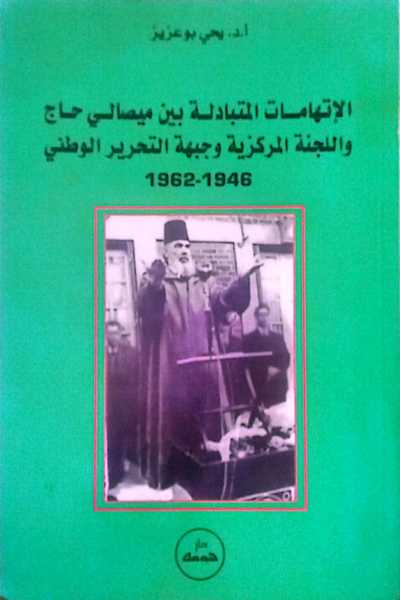 أ.د. يحي بوعزيز
الإتهامات المتبادلة بين ميصالي حاج
واللجنة المركزية وجبهة التحرير الوطني
1962-1946
دار
هومه